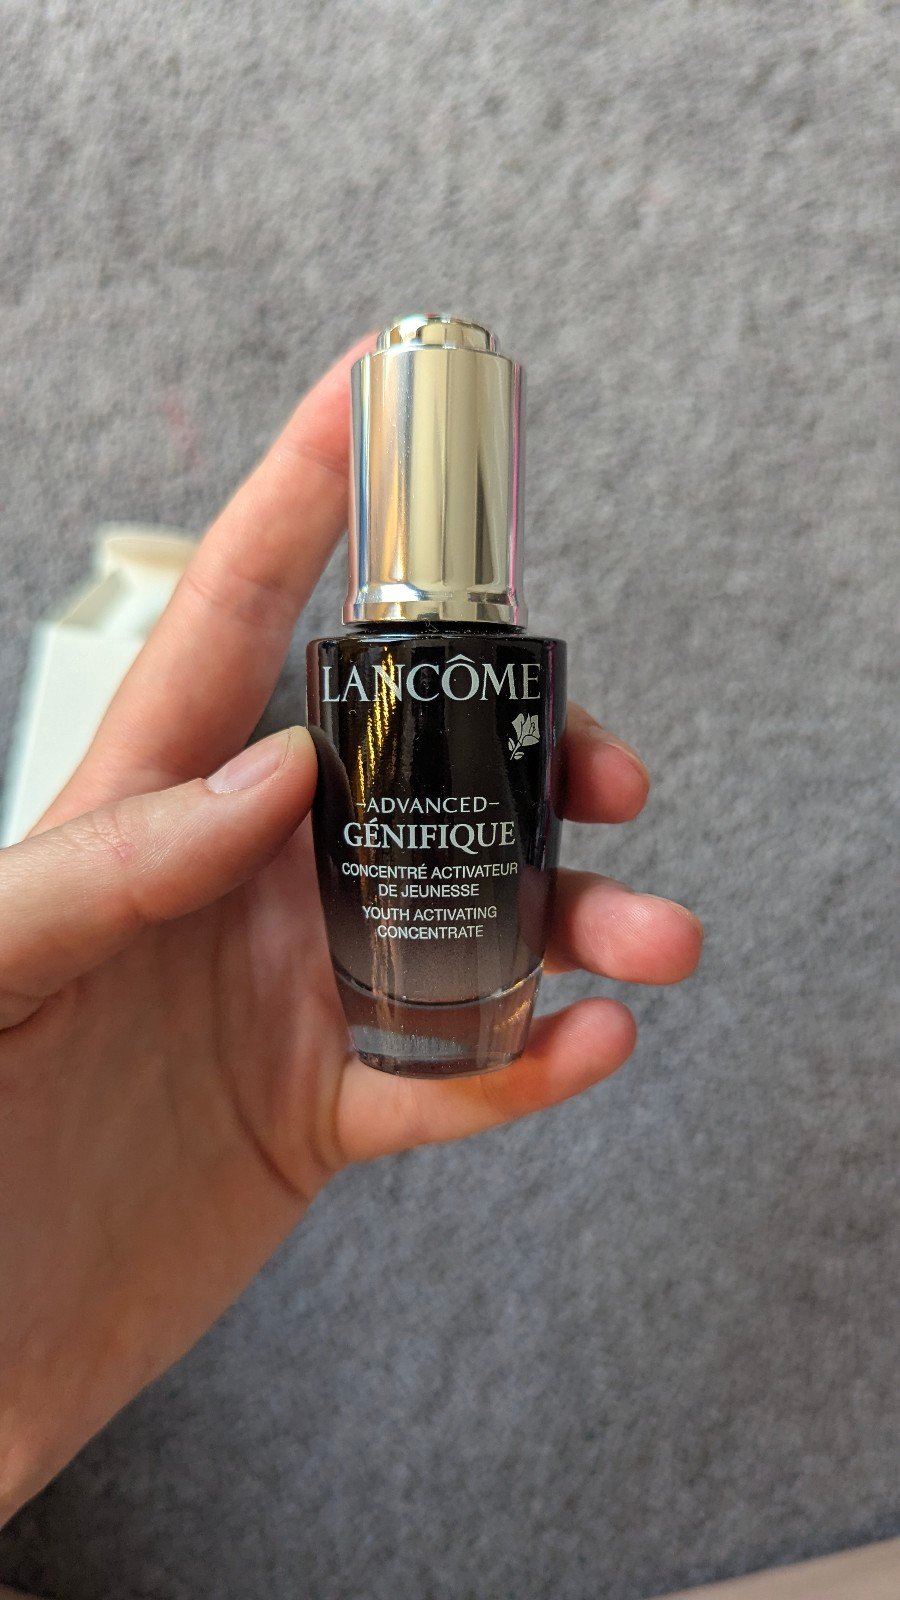 LANCÔME
-ADVANCED-
GÉNIFIQUE
CONCENTRÉ ACTIVATEUR
DE JEUNESSE
YOUTH ACTIVATING
CONCENTRATE